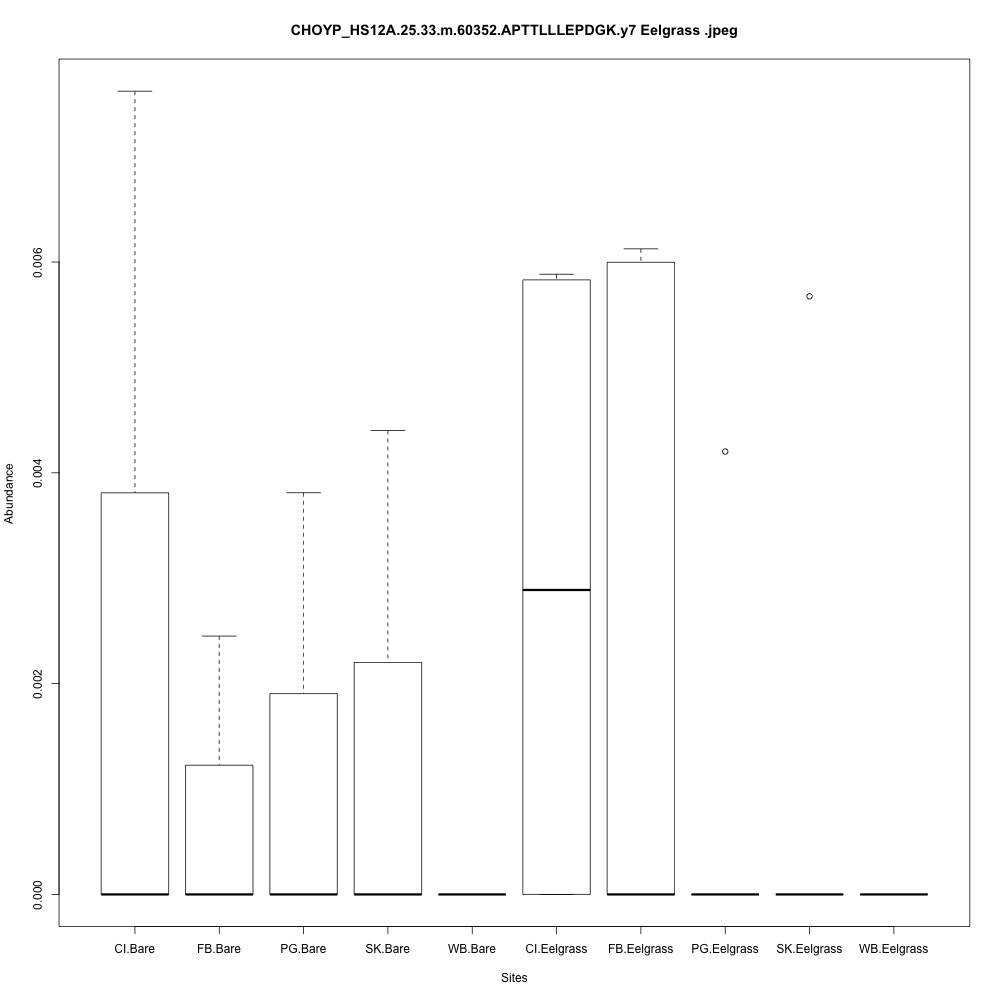 CHOYP_HS12A.25.33.m.60352.APTTLLLEPDGK.y7 Eelgrass .jpeg
Abundance
0.006
0.004
0.002
0.000
CI.Bare FB.Bare PG.Bare SK.Bare WB.Bare CI.Eelgrass FB.Eelgrass PG.Eelgrass SK.Eelgrass WB.Eelgrass
Sites